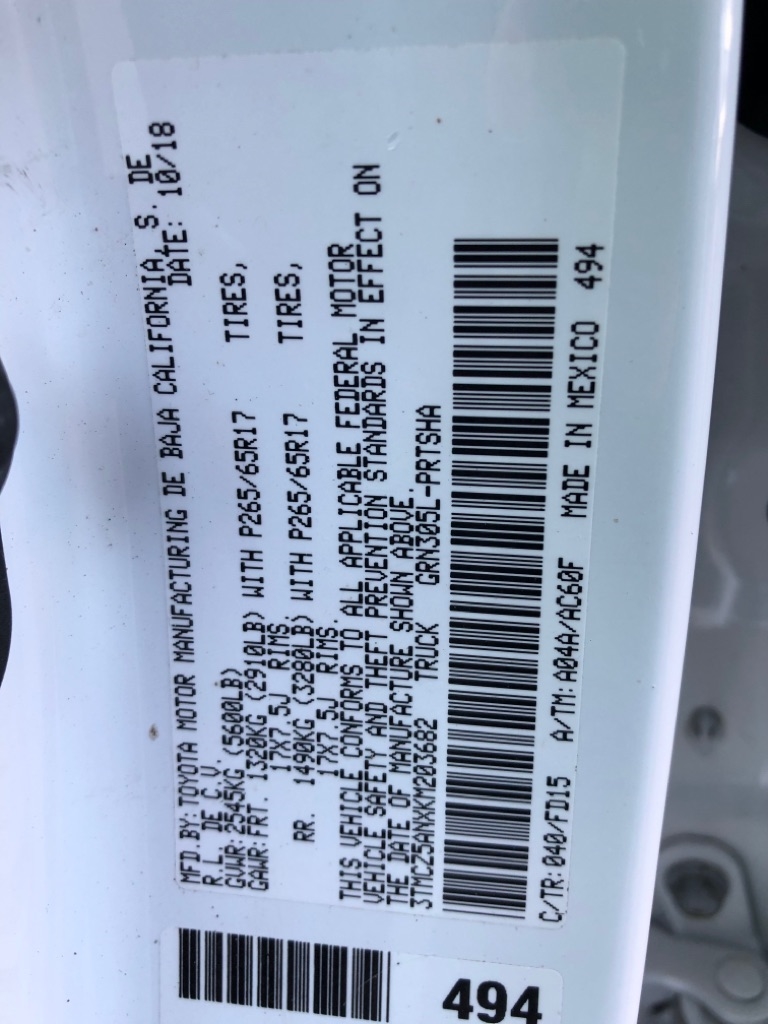 MFD.BY:TOYOTA MOTOR MANUFACTURING DE BAJA CALIFORNIA, S. DE
R.L. DE C.V. DATE: 10/18
GVWR:2545KG (5600LB)
GAWR:FRT. 1320KG (2910LB) WITH P265/65R17 TIRES,
17X7.5J RIMS,
RR. 1490KG (3280LB) WITH P265/65R17 TIRES,
17X7.5J RIMS.
THIS VEHICLE CONFORMS TO ALL APPLICABLE FEDERAL MOTOR
VEHICLE SAFETY AND THEFT PREVENTION STANDARDS IN EFFECT ON
THE DATE OF MANUFACTURE SHOWN ABOVE.
3TMCZ5ANXKM203682 TRUCK GRN305L-PRTSHA
C/TR:040/FD15 A/TM:A04A/AC60F MADE IN MEXICO 494
494